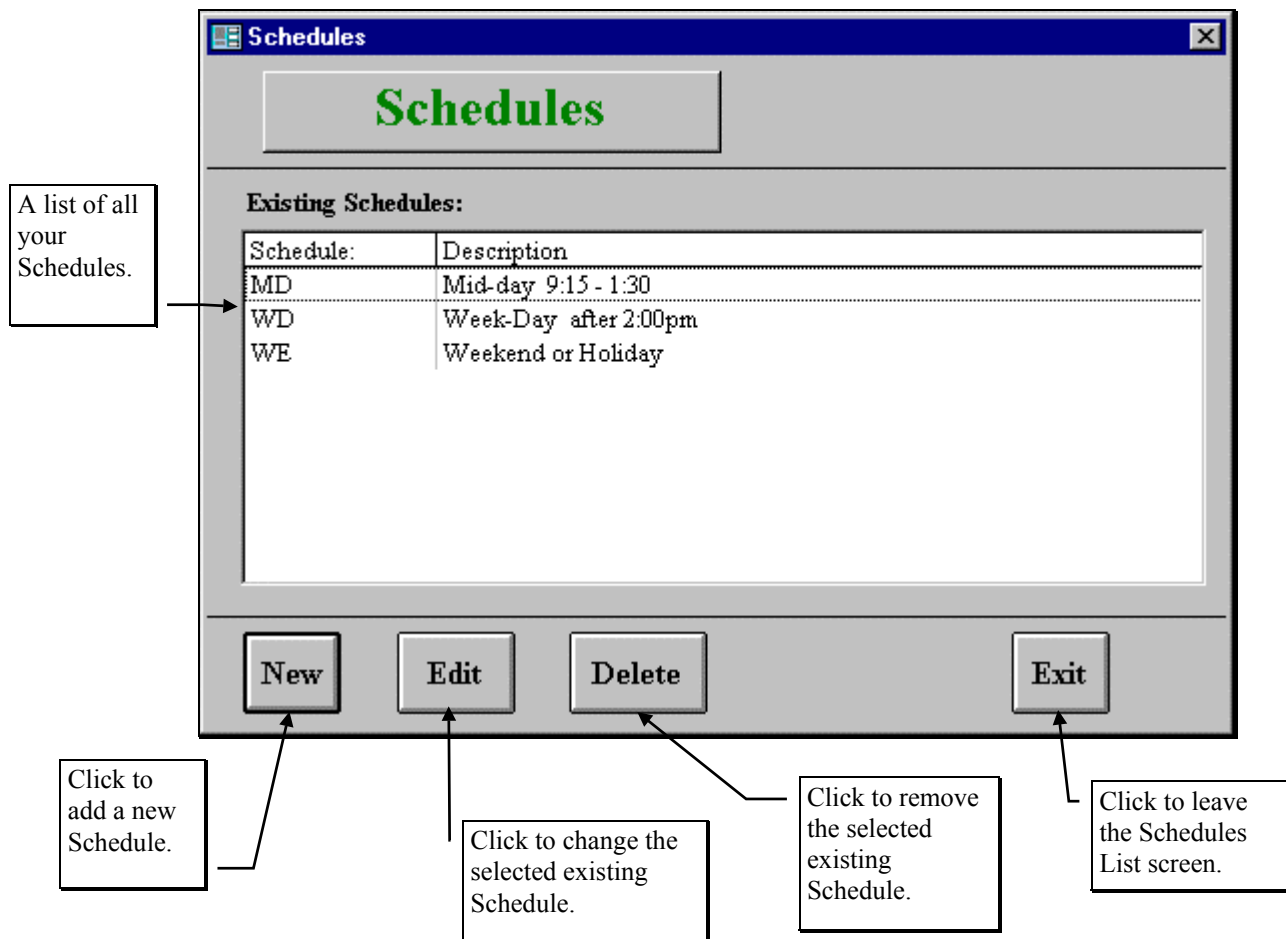 Schedules
Schedules
A list of all
your
Schedules.
Existing Schedules:
Schedule: Description
MD Mid-day 9:15 - 1:30
WD Week-Day after 2:00pm
WE Weekend or Holiday
New Edit Delete Exit
Click to
add a new
Schedule.
Click to change the
selected existing
Schedule.
Click to remove
the selected
existing
Schedule.
Click to leave
the Schedules
List screen.